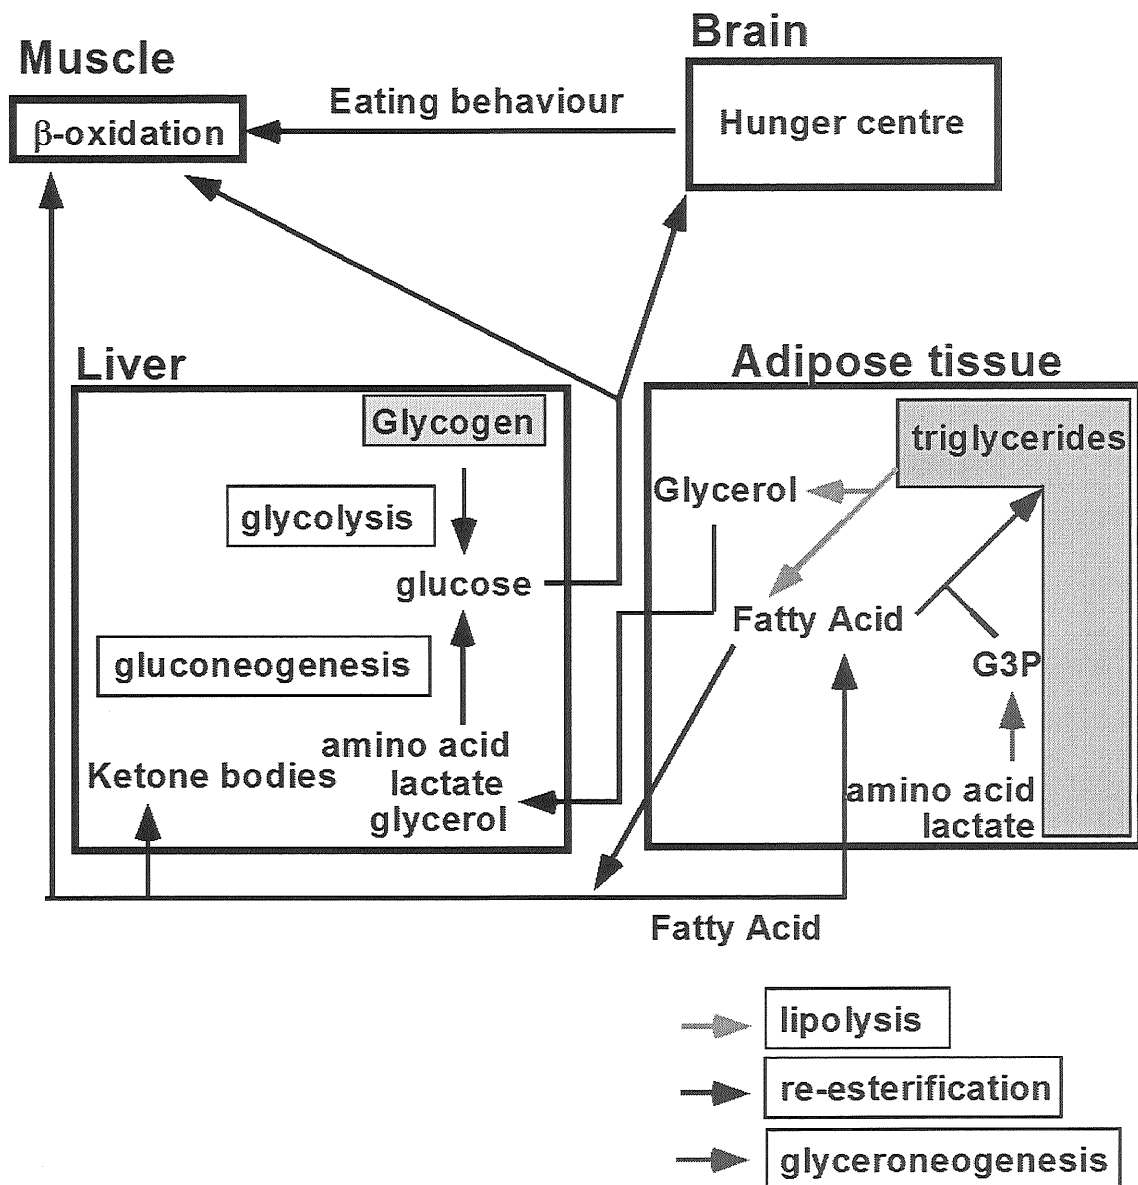 Brain
Muscle
Eating behaviour
Hunger centre
β-oxidation
Liver
Adipose tissue
Glycogen
triglycerides
Glycerol
glycolysis
glucose
Fatty Acid
gluconeogenesis
G3P
amino acid
lactate
glycerol
Ketone bodies
amino acid
lactate
Fatty Acid
lipolysis
re-esterification
glyceroneogenesis